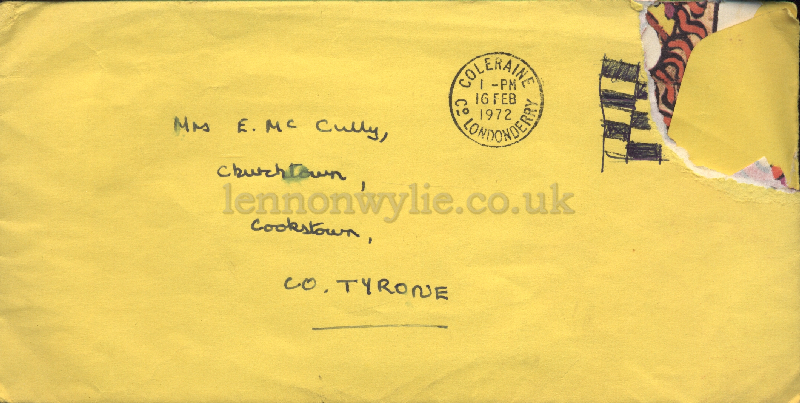 COLERAINE
1 - PM
16 FEB
1972
Cº LONDONDERRY
Mrs E. Mc Cully,
Churchtown,
lennonwylie.co.uk
Cookstown,
CO. TYRONE